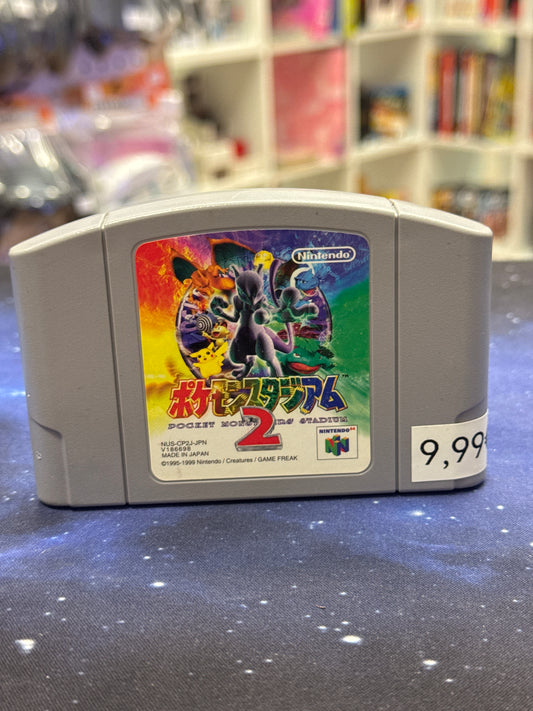 Nintendo
ポケモンスタジアム
POCKET MONSTERS STADIUM
2
NUS-CP2J-JPN
V186698
MADE IN JAPAN
©1995-1999 Nintendo / Creatures / GAME FREAK
NINTENDO 64
N
9,99€